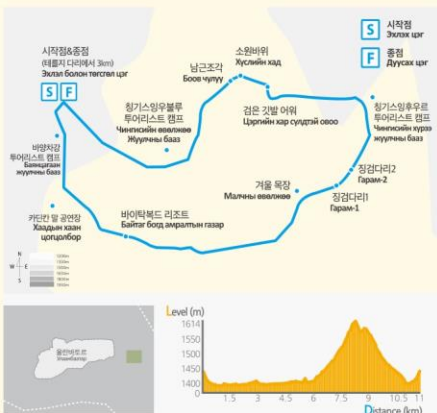 시작점&종점
(테를지 다리에서 3km)
Эхлэл болон төгсгөл цэг
S F
S 시작점
Эхлэх цэг
F 종점
Дуусах цэг
소원바위
Хүслийн хад
남근조각
Боов чулуу
칭기스잉우블루
투어리스트 캠프
Чингисийн өвөлжөө
Жуулчны бааз
검은 깃발 어워
Цэргийн хар сүлдтэй овоо
칭기스잉후우르
투어리스트 캠프
Чингисийн хүрээ
жуулчны бааз
바양차강
투어리스트 캠프
Баянцагаан
жуулчны бааз
징검다리2
Гарам-2
겨울 목장
Малчны өвөлжөө
징검다리1
Гарам-1
카딘칸 말 공연장
Хаадын хаан
цогцолбор
바이탁복드 리조트
Байтаг богд амралтын газар
N
W E
S
울란바토르
Улаанбаатар
Level (m)
1614
1550
1500
1450
1400
0
1.5 3 4.5 6 7.5 9 10.5 11
Distance (km)